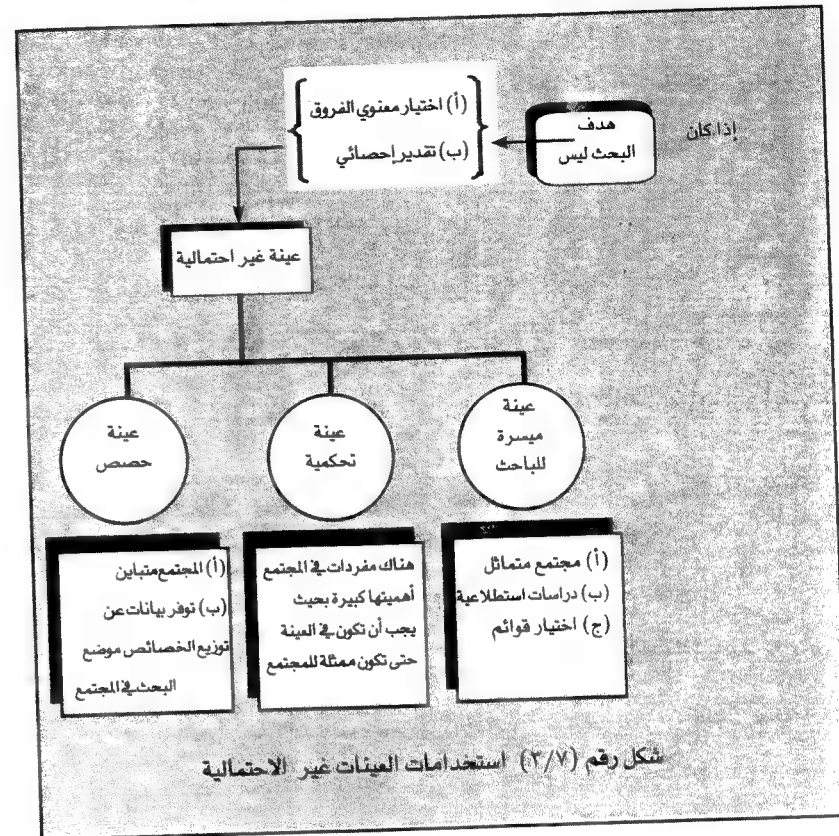 إذا كان
هدف
البحث ليس
(أ) اختيار معنوي الفروق
(ب) تقدير إحصائي
عينة غير احتمالية
عينة
ميسرة
للباحث
عينة
تحكمية
عينة
حصص
(أ) مجتمع متماثل
(ب) دراسات استطلاعية
(ج) اختيار قوائم
هناك مفردات في المجتمع
أهميتها كبيرة بحيث
يجب أن تكون في العينة
حتى تكون ممثلة للمجتمع
(أ) المجتمع متباين
(ب) توفر بيانات عن
توزيع الخصائص موضع
البحث في المجتمع
شكل رقم (٣/٧) استخدامات العينات غير الاحتمالية